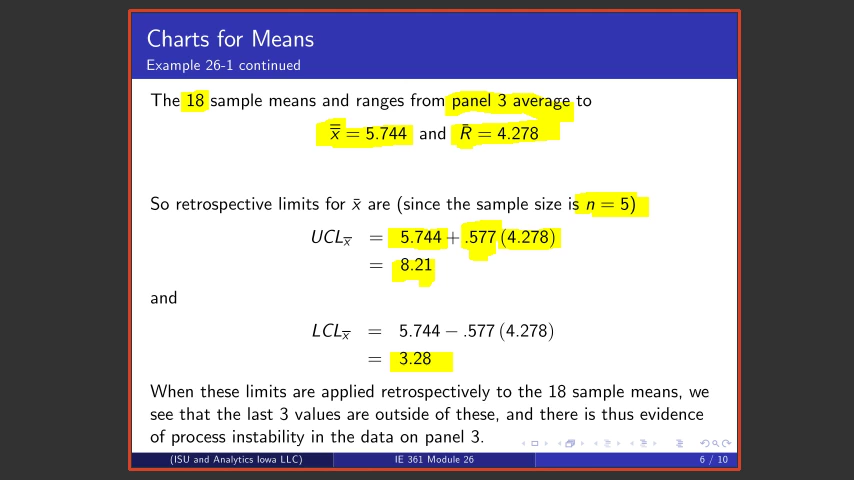 Charts for Means
Example 26-1 continued
The 18 sample means and ranges from panel 3 average to
x̿ = 5.744 and R̄ = 4.278
So retrospective limits for x̄ are (since the sample size is n = 5)
UCLx̄ = 5.744 + .577 (4.278)
= 8.21
and
LCLx̄ = 5.744 − .577 (4.278)
= 3.28
When these limits are applied retrospectively to the 18 sample means, we
see that the last 3 values are outside of these, and there is thus evidence
of process instability in the data on panel 3.
(ISU and Analytics Iowa LLC) IE 361 Module 26 6 / 10